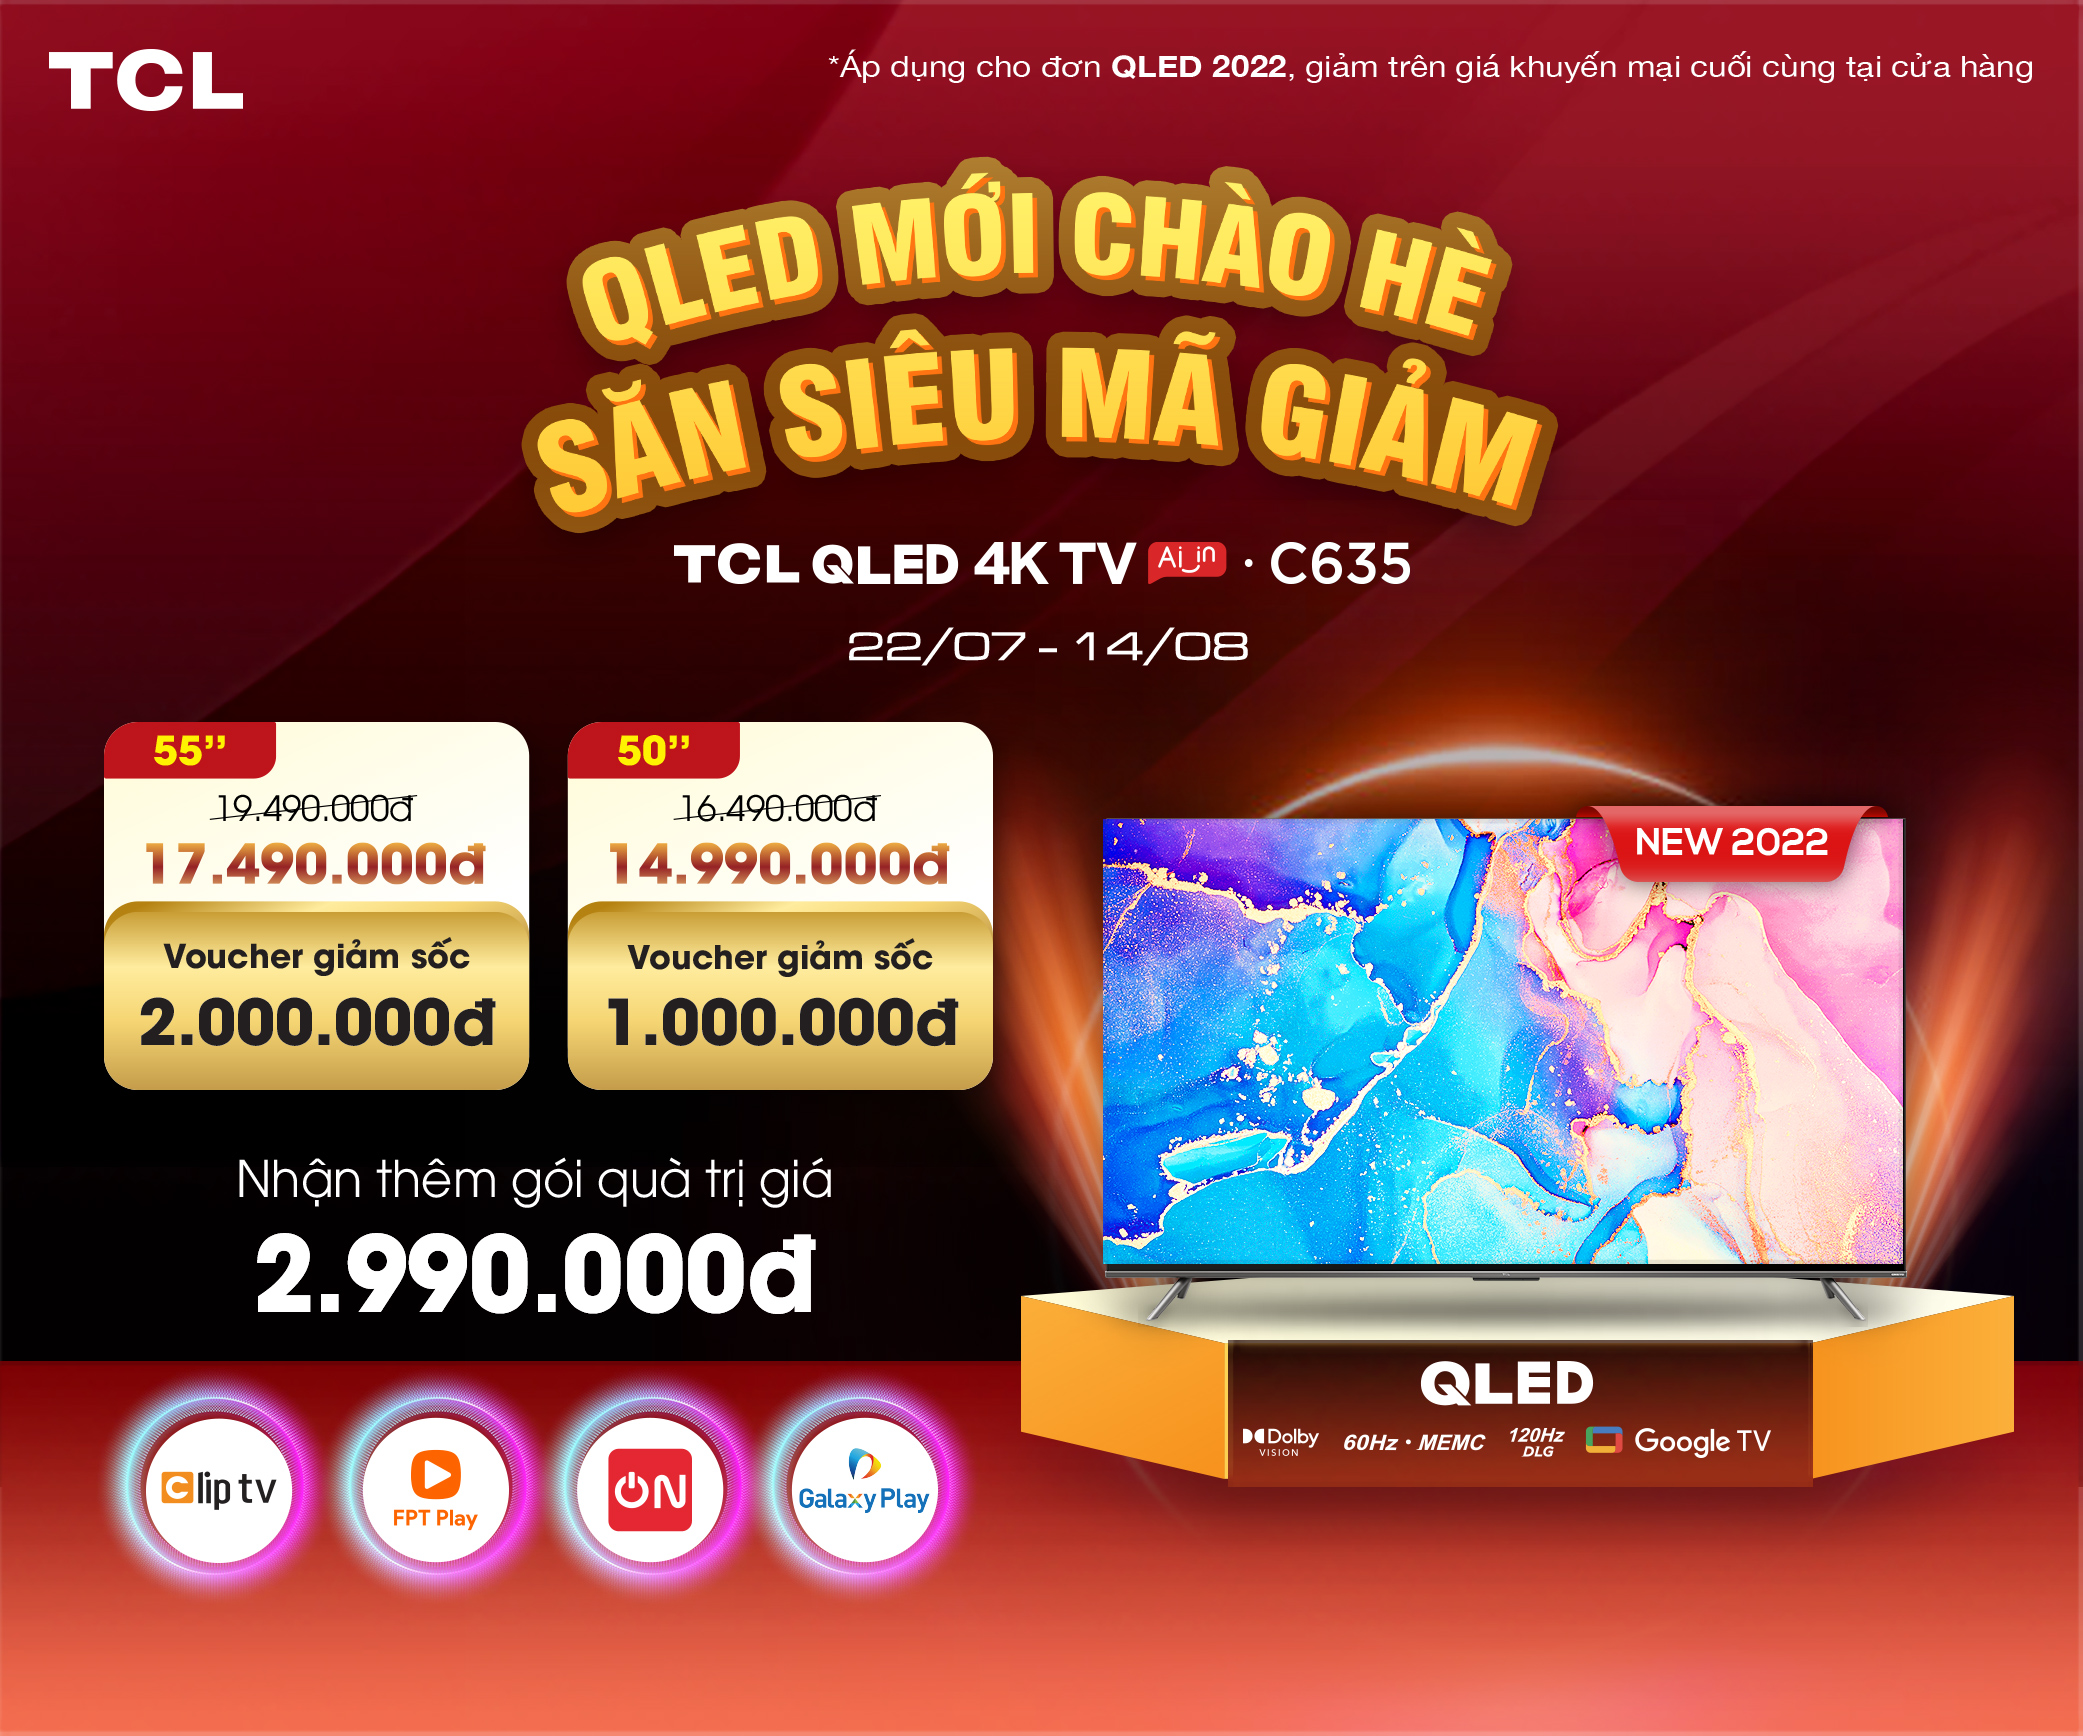 TCL
*Áp dụng cho đơn QLED 2022, giảm trên giá khuyến mại cuối cùng tại cửa hàng
QLED MỚI CHÀO HÈ
SĂN SIÊU MÃ GIẢM
TCL QLED 4K TV Ai_in · C635
22/07 - 14/08
55’’
19.490.000đ
17.490.000đ
Voucher giảm sốc
2.000.000đ
50’’
16.490.000đ
14.990.000đ
Voucher giảm sốc
1.000.000đ
NEW 2022
Nhận thêm gói quà trị giá
2.990.000đ
QLED
Dolby VISION 60Hz · MEMC 120Hz DLG Google TV
Clip tv
FPT Play
ON
Galaxy Play